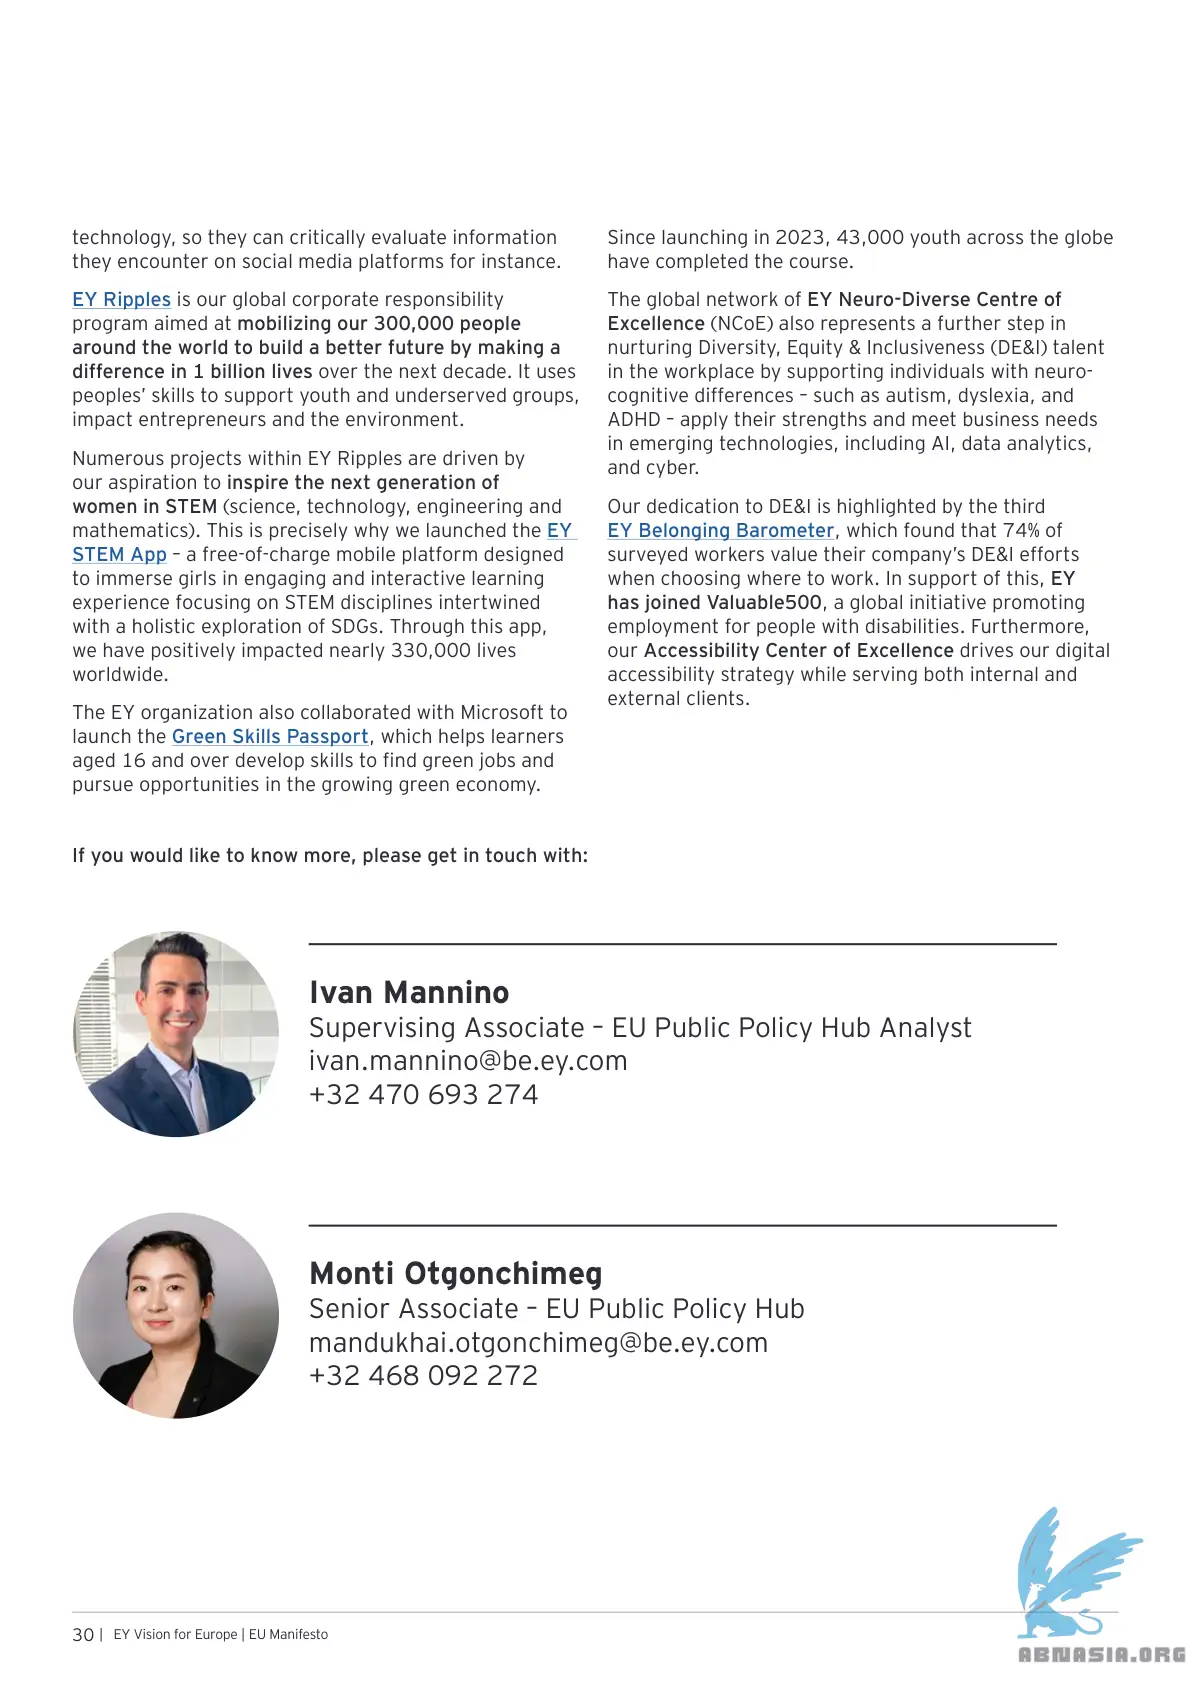 technology, so they can critically evaluate information
they encounter on social media platforms for instance.
EY Ripples is our global corporate responsibility
program aimed at mobilizing our 300,000 people
around the world to build a better future by making a
difference in 1 billion lives over the next decade. It uses
peoples’ skills to support youth and underserved groups,
impact entrepreneurs and the environment.
Numerous projects within EY Ripples are driven by
our aspiration to inspire the next generation of
women in STEM (science, technology, engineering and
mathematics). This is precisely why we launched the EY
STEM App – a free-of-charge mobile platform designed
to immerse girls in engaging and interactive learning
experience focusing on STEM disciplines intertwined
with a holistic exploration of SDGs. Through this app,
we have positively impacted nearly 330,000 lives
worldwide.
The EY organization also collaborated with Microsoft to
launch the Green Skills Passport, which helps learners
aged 16 and over develop skills to find green jobs and
pursue opportunities in the growing green economy.
Since launching in 2023, 43,000 youth across the globe
have completed the course.
The global network of EY Neuro-Diverse Centre of
Excellence (NCoE) also represents a further step in
nurturing Diversity, Equity & Inclusiveness (DE&I) talent
in the workplace by supporting individuals with neuro-
cognitive differences – such as autism, dyslexia, and
ADHD – apply their strengths and meet business needs
in emerging technologies, including AI, data analytics,
and cyber.
Our dedication to DE&I is highlighted by the third
EY Belonging Barometer, which found that 74% of
surveyed workers value their company’s DE&I efforts
when choosing where to work. In support of this, EY
has joined Valuable500, a global initiative promoting
employment for people with disabilities. Furthermore,
our Accessibility Center of Excellence drives our digital
accessibility strategy while serving both internal and
external clients.
If you would like to know more, please get in touch with:
Ivan Mannino
Supervising Associate – EU Public Policy Hub Analyst
ivan.mannino@be.ey.com
+32 470 693 274
Monti Otgonchimeg
Senior Associate – EU Public Policy Hub
mandukhai.otgonchimeg@be.ey.com
+32 468 092 272
30 | EY Vision for Europe | EU Manifesto
ABNASIA.ORG